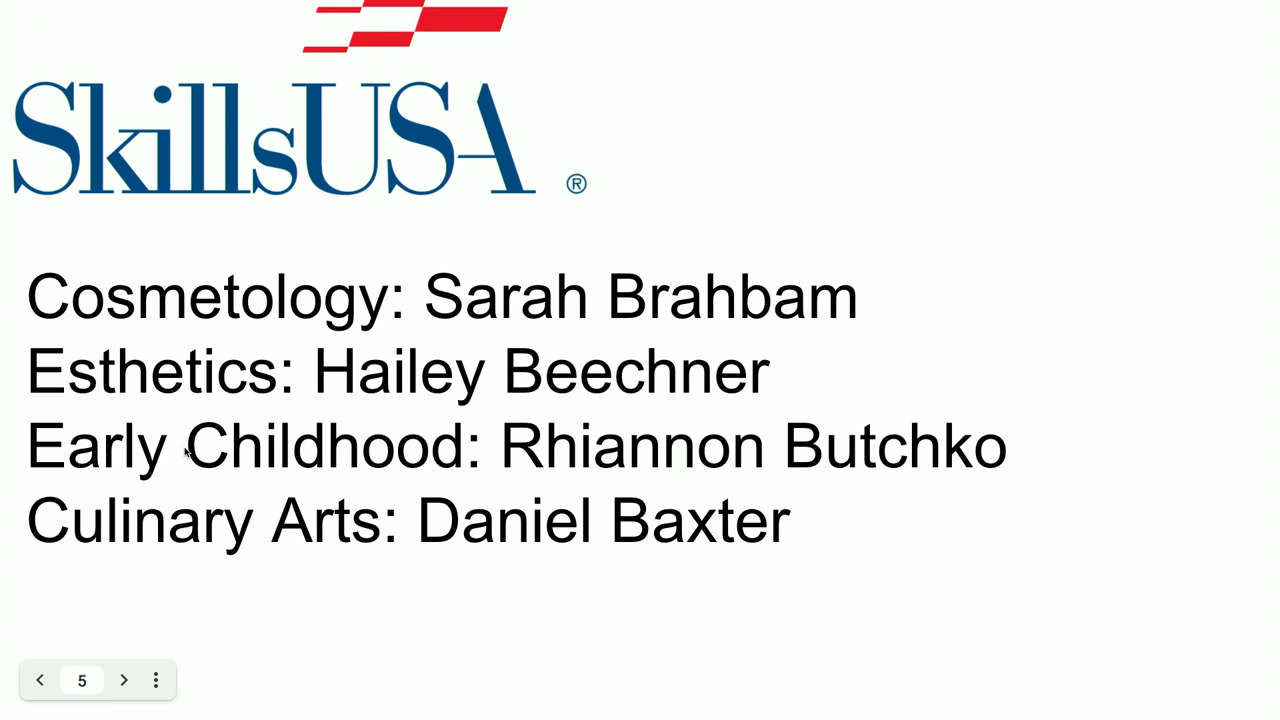 SkillsUSA ®
Cosmetology: Sarah Brahbam
Esthetics: Hailey Beechner
Early Childhood: Rhiannon Butchko
Culinary Arts: Daniel Baxter
5